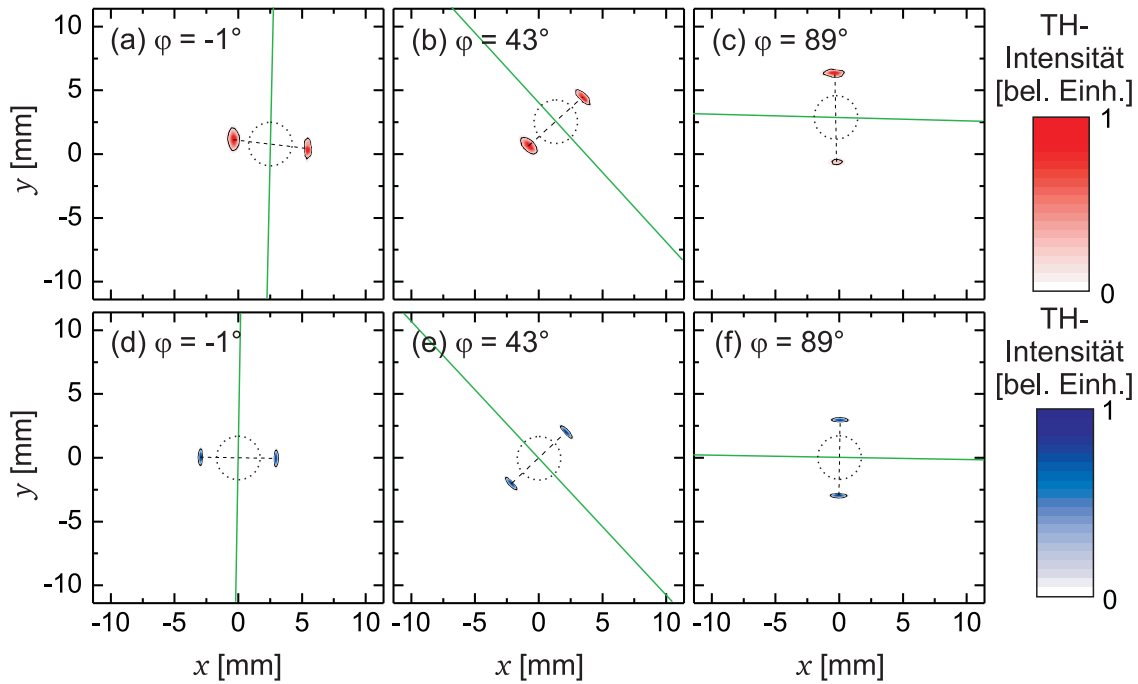 (a) φ = -1°
(b) φ = 43°
(c) φ = 89°
10
5
0
-5
-10
y [mm]
TH-
Intensität
[bel. Einh.]
1
0
(d) φ = -1°
(e) φ = 43°
(f) φ = 89°
10
5
0
-5
-10
y [mm]
-10 -5 0 5 10
-10 -5 0 5 10
-10 -5 0 5 10
x [mm]
x [mm]
x [mm]
TH-
Intensität
[bel. Einh.]
1
0